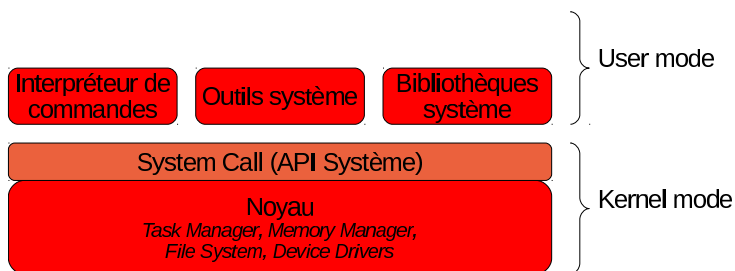 Interpréteur de
commandes
Outils système
Bibliothèques
système
User mode
System Call (API Système)
Noyau
Task Manager, Memory Manager,
File System, Device Drivers
Kernel mode